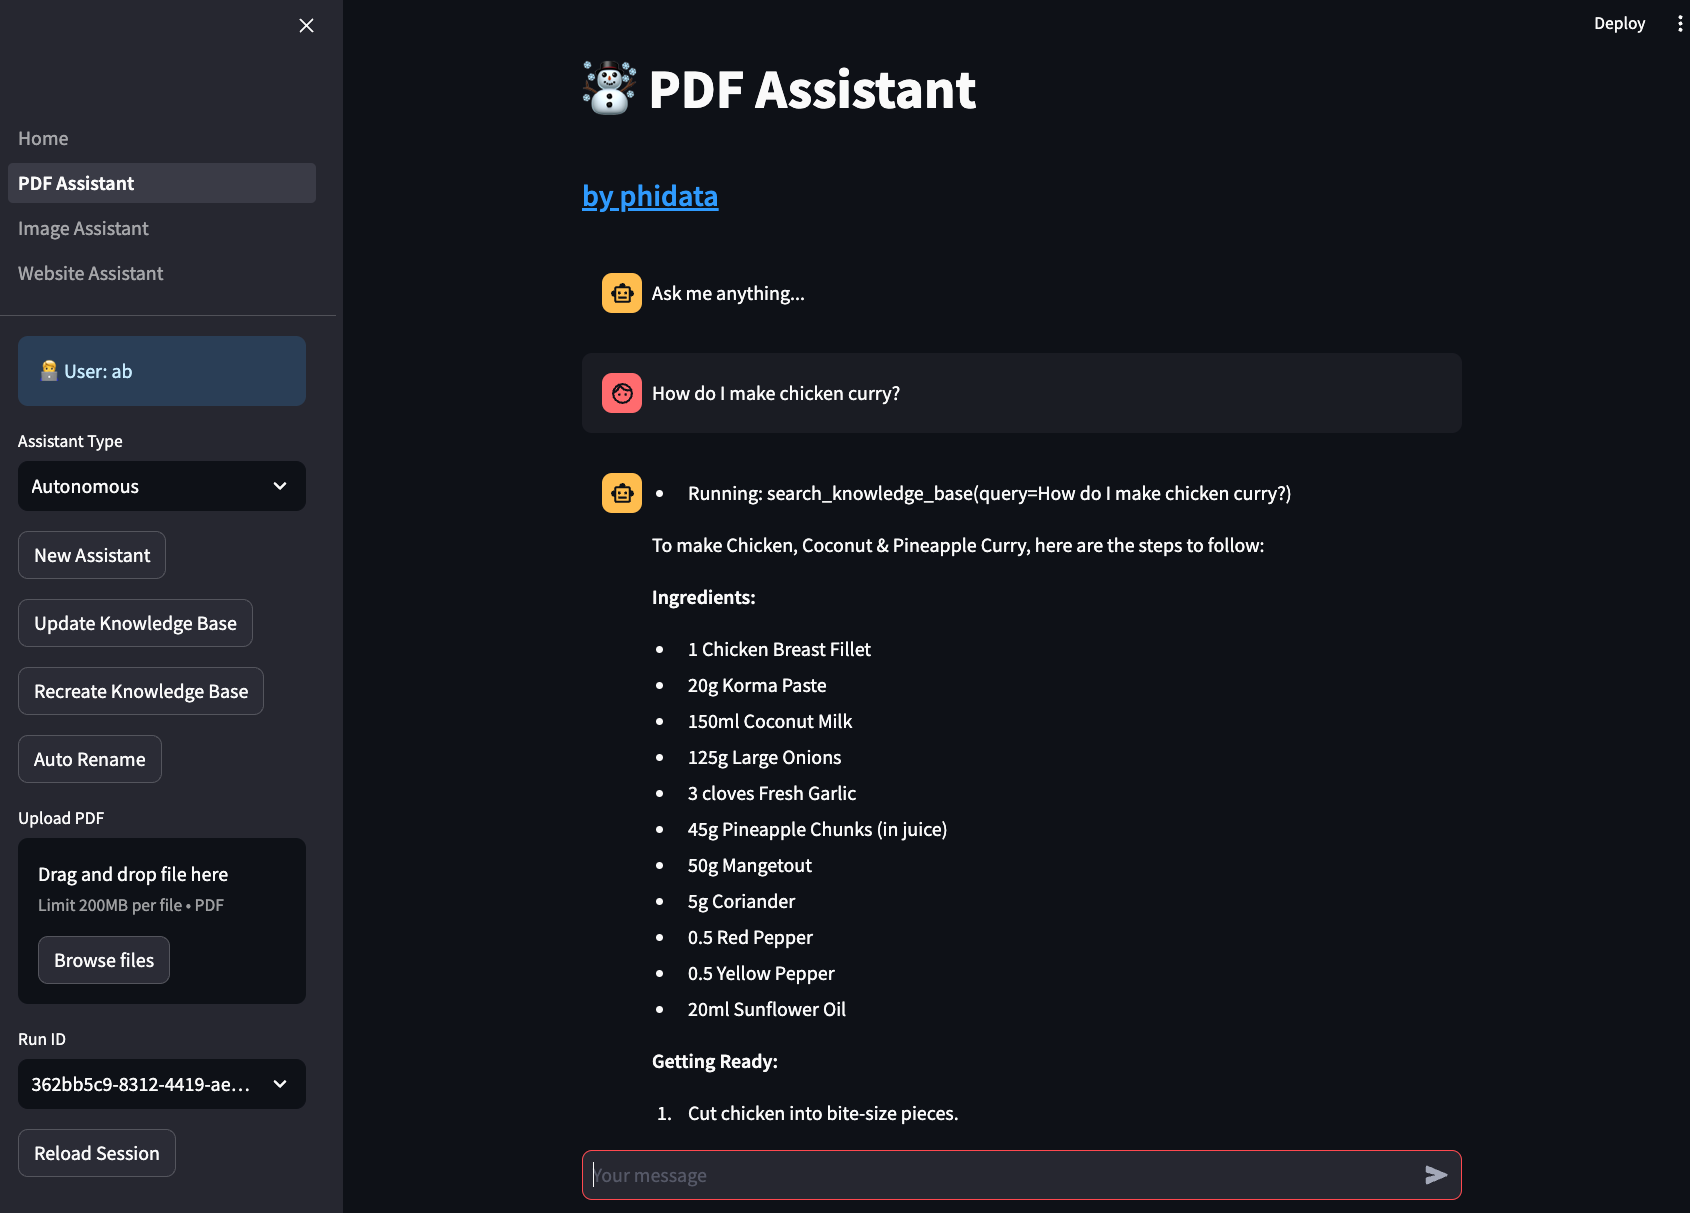 Home
PDF Assistant
Image Assistant
Website Assistant
User: ab
Assistant Type
Autonomous
New Assistant
Update Knowledge Base
Recreate Knowledge Base
Auto Rename
Upload PDF
Drag and drop file here
Limit 200MB per file • PDF
Browse files
Run ID
362bb5c9-8312-4419-ae...
Reload Session
Deploy
PDF Assistant
by phidata
Ask me anything...
How do I make chicken curry?
• Running: search_knowledge_base(query=How do I make chicken curry?)
To make Chicken, Coconut & Pineapple Curry, here are the steps to follow:
Ingredients:
• 1 Chicken Breast Fillet
• 20g Korma Paste
• 150ml Coconut Milk
• 125g Large Onions
• 3 cloves Fresh Garlic
• 45g Pineapple Chunks (in juice)
• 50g Mangetout
• 5g Coriander
• 0.5 Red Pepper
• 0.5 Yellow Pepper
• 20ml Sunflower Oil
Getting Ready:
1. Cut chicken into bite-size pieces.
Your message